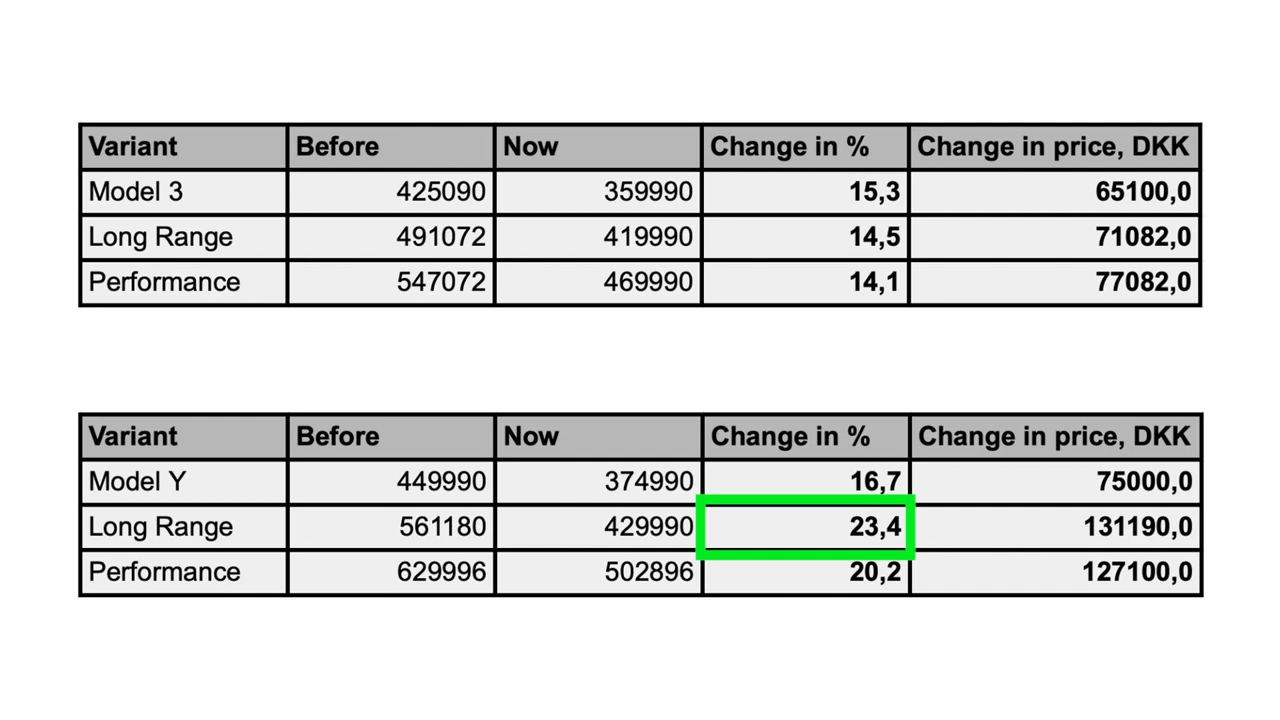 Variant Before Now Change in % Change in price, DKK
Model 3 425090 359990 15,3 65100,0
Long Range 491072 419990 14,5 71082,0
Performance 547072 469990 14,1 77082,0
Variant Before Now Change in % Change in price, DKK
Model Y 449990 374990 16,7 75000,0
Long Range 561180 429990 23,4 131190,0
Performance 629996 502896 20,2 127100,0